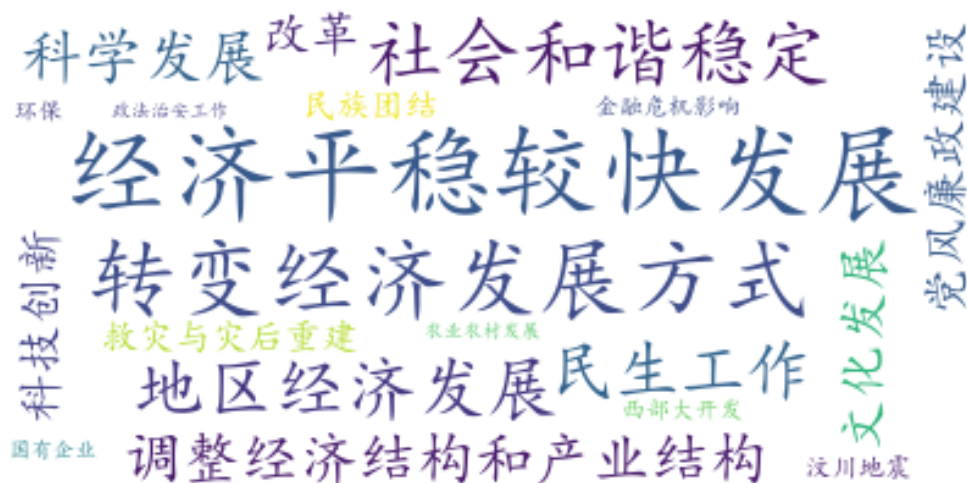 科学发展
改革
社会和谐稳定
环保
政法治安工作
民族团结
金融危机影响
党风廉政建设
经济平稳较快发展
转变经济发展方式
科技创新
文化发展
救灾与灾后重建
农业农村发展
地区经济发展
民生工作
西部大开发
国有企业
调整经济结构和产业结构
汶川地震